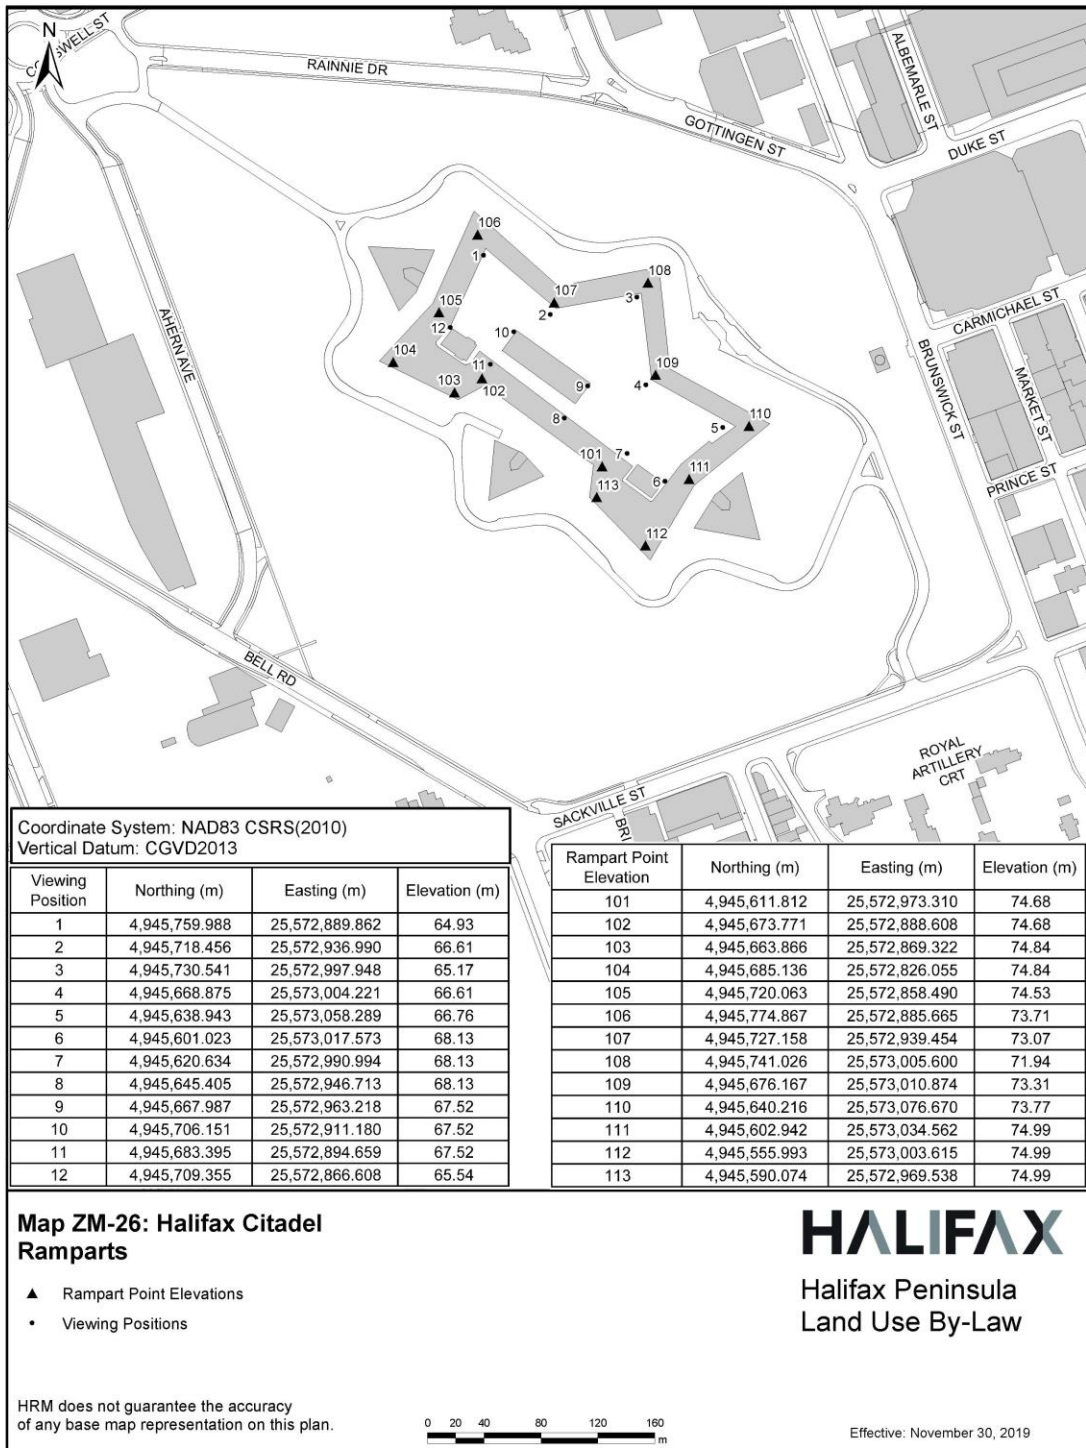 COGSWELL ST
N
RAINNIE DR
ALBEMARLE ST
GOTTINGEN ST
DUKE ST
CARMICHAEL ST
BRUNSWICK ST
MARKET ST
PRINCE ST
AHERN AVE
BELL RD
SACKVILLE ST
BRI
ROYAL
ARTILLERY
CRT
106
1
108
107
3
105
2
12
10
104
11
109
103
102
9
4
8
110
5
7
101
111
6
113
112
Coordinate System: NAD83 CSRS(2010)
Vertical Datum: CGVD2013
Viewing Position Northing (m) Easting (m) Elevation (m)
1 4,945,759.988 25,572,889.862 64.93
2 4,945,718.456 25,572,936.990 66.61
3 4,945,730.541 25,572,997.948 65.17
4 4,945,668.875 25,573,004.221 66.61
5 4,945,638.943 25,573,058.289 66.76
6 4,945,601.023 25,573,017.573 68.13
7 4,945,620.634 25,572,990.994 68.13
8 4,945,645.405 25,572,946.713 68.13
9 4,945,667.987 25,572,963.218 67.52
10 4,945,706.151 25,572,911.180 67.52
11 4,945,683.395 25,572,894.659 67.52
12 4,945,709.355 25,572,866.608 65.54
Rampart Point Elevation Northing (m) Easting (m) Elevation (m)
101 4,945,611.812 25,572,973.310 74.68
102 4,945,673.771 25,572,888.608 74.68
103 4,945,663.866 25,572,869.322 74.84
104 4,945,685.136 25,572,826.055 74.84
105 4,945,720.063 25,572,858.490 74.53
106 4,945,774.867 25,572,885.665 73.71
107 4,945,727.158 25,572,939.454 73.07
108 4,945,741.026 25,573,005.600 71.94
109 4,945,676.167 25,573,010.874 73.31
110 4,945,640.216 25,573,076.670 73.77
111 4,945,602.942 25,573,034.562 74.99
112 4,945,555.993 25,573,003.615 74.99
113 4,945,590.074 25,572,969.538 74.99
Map ZM-26: Halifax Citadel
Ramparts
Rampart Point Elevations
Viewing Positions
HALIFAX
Halifax Peninsula
Land Use By-Law
HRM does not guarantee the accuracy
of any base map representation on this plan.
0 20 40 80 120 160
m
Effective: November 30, 2019